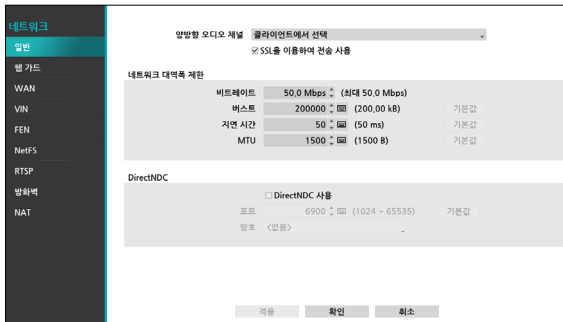 네트워크
일반
웹 가드
WAN
VIN
FEN
NetFS
RTSP
방화벽
NAT
양방향 오디오 채널 클라이언트에서 선택
SSL을 이용하여 전송 사용
네트워크 대역폭 제한
비트레이트 50,0 Mbps (최대 50,0 Mbps)
버스트 200000 (200,00 kB) 기본값
지연 시간 50 (50 ms) 기본값
MTU 1500 (1500 B) 기본값
DirectNDC
DirectNDC 사용
포트 6900 (1024 ~ 65535) 기본값
암호 <없음>
적용 확인 취소